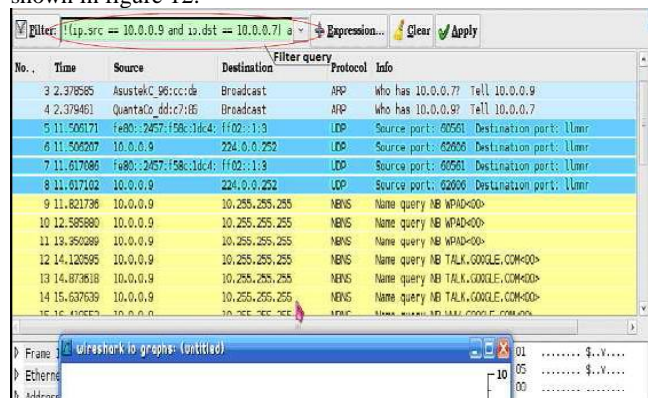 shown in figure 12.
Filter: !(ip.src == 10.0.0.9 and ip.dst == 10.0.0.7) a Expression... Clear Apply
Filter query
No. . Time Source Destination Protocol Info
3 2.378585 AsustekC_96:cc:da Broadcast ARP Who has 10.0.0.7? Tell 10.0.0.9
4 2.379461 QuantaCo_dd:c7:85 Broadcast ARP Who has 10.0.0.9? Tell 10.0.0.7
5 11.506171 fe80::2457:f58c:1dc4: ff02::1:3 UDP Source port: 60561 Destination port: llmnr
6 11.506207 10.0.0.9 224.0.0.252 UDP Source port: 62606 Destination port: llmnr
7 11.617086 fe80::2457:f58c:1dc4: ff02::1:3 UDP Source port: 60561 Destination port: llmnr
8 11.617102 10.0.0.9 224.0.0.252 UDP Source port: 62606 Destination port: llmnr
9 11.821736 10.0.0.9 10.255.255.255 NBNS Name query NB WPAD<00>
10 12.585880 10.0.0.9 10.255.255.255 NBNS Name query NB WPAD<00>
11 13.350289 10.0.0.9 10.255.255.255 NBNS Name query NB WPAD<00>
12 14.120595 10.0.0.9 10.255.255.255 NBNS Name query NB TALK.GOOGLE.COM<00>
13 14.873618 10.0.0.9 10.255.255.255 NBNS Name query NB TALK.GOOGLE.COM<00>
14 15.637639 10.0.0.9 10.255.255.255 NBNS Name query NB TALK.GOOGLE.COM<00>
Frame
Wireshark IO Graphs: (untitled)
01 ........ $..v....
Etherne
10
05 ........ $..v....
00 ........ ........
Address